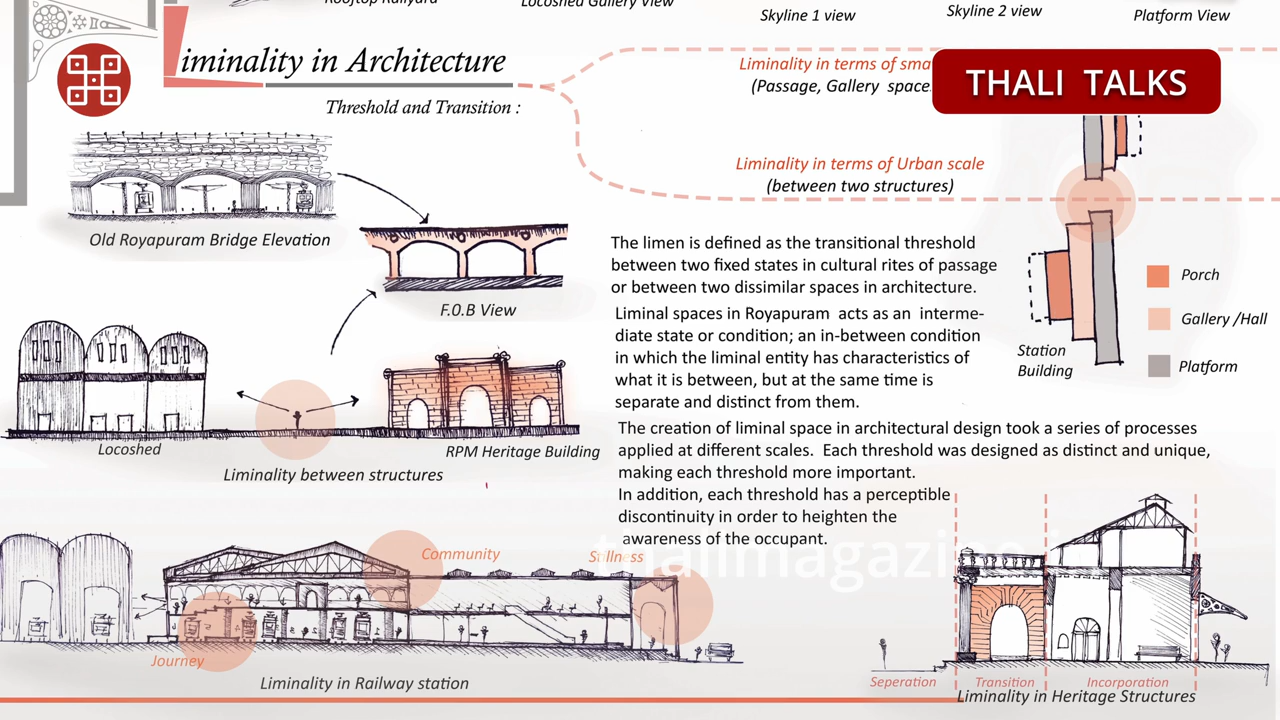 Rooftop Railyard
Locoshed Gallery View
Skyline 1 view
Skyline 2 view
Platform View
Liminality in Architecture
Threshold and Transition :
Liminality in terms of
(Passage, Gallery
THALI TALKS
Liminality in terms of Urban scale
(between two structures)
Old Royapuram Bridge Elevation
F.O.B View
The limen is defined as the transitional threshold
between two fixed states in cultural rites of passage
or between two dissimilar spaces in architecture.
Liminal spaces in Royapuram acts as an interme-
diate state or condition; an in-between condition
in which the liminal entity has characteristics of
what it is between, but at the same time is
separate and distinct from them.
The creation of liminal space in architectural design took a series of processes
applied at different scales. Each threshold was designed as distinct and unique,
making each threshold more important.
In addition, each threshold has a perceptible
discontinuity in order to heighten the
awareness of the occupant.
Porch
Gallery /Hall
Platform
Station
Building
Locoshed
RPM Heritage Building
Liminality between structures
Community
Stillness
Journey
Liminality in Railway station
Seperation
Transition
Incorporation
Liminality in Heritage Structures